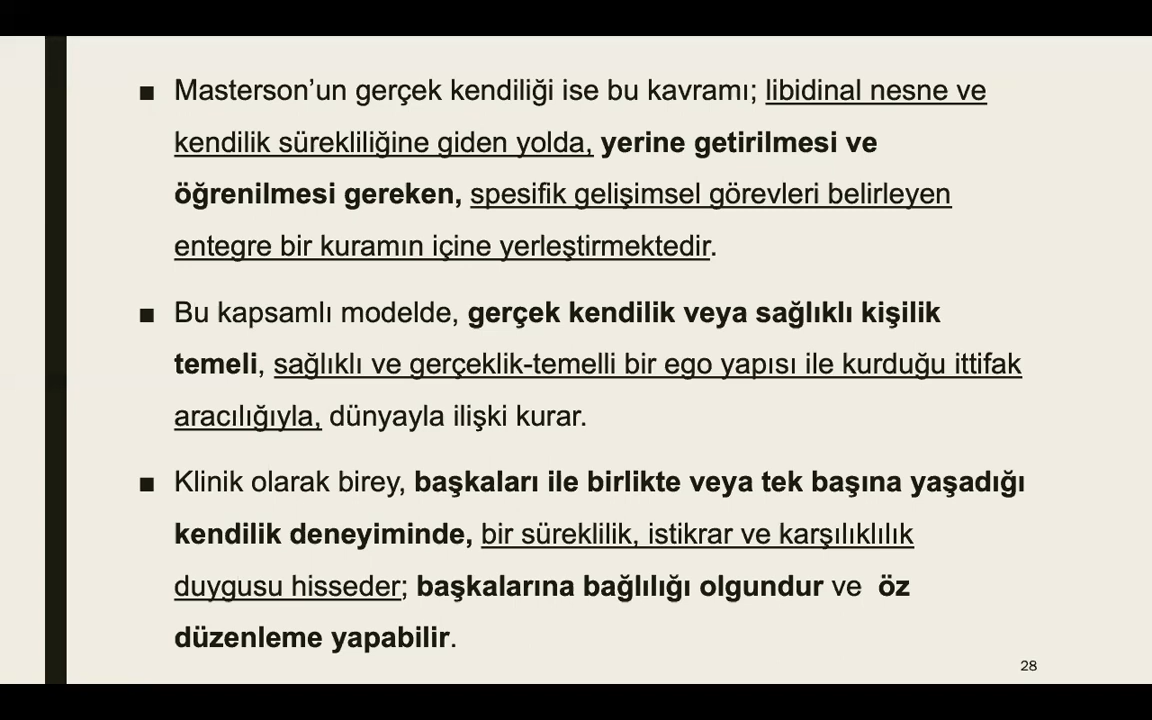 ■ Masterson’un gerçek kendiliği ise bu kavramı; libidinal nesne ve
kendilik sürekliliğine giden yolda, yerine getirilmesi ve
öğrenilmesi gereken, spesifik gelişimsel görevleri belirleyen
entegre bir kuramın içine yerleştirmektedir.
■ Bu kapsamlı modelde, gerçek kendilik veya sağlıklı kişilik
temeli, sağlıklı ve gerçeklik-temelli bir ego yapısı ile kurduğu ittifak
aracılığıyla, dünyayla ilişki kurar.
■ Klinik olarak birey, başkaları ile birlikte veya tek başına yaşadığı
kendilik deneyiminde, bir süreklilik, istikrar ve karşılıklılık
duygusu hisseder; başkalarına bağlılığı olgundur ve öz
düzenleme yapabilir.
28